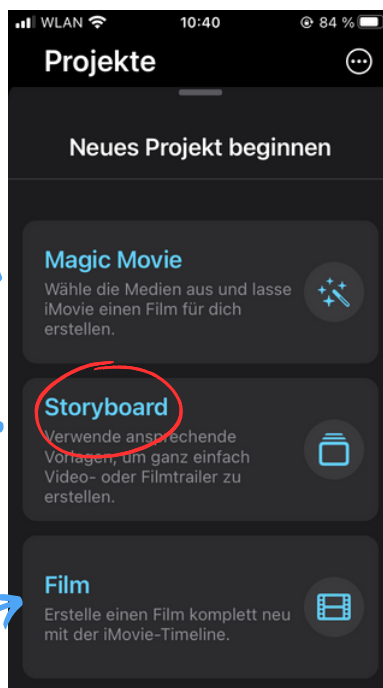 WLAN 10:40 84 %
Projekte
Neues Projekt beginnen
Magic Movie
Wähle die Medien aus und lasse
iMovie einen Film für dich
erstellen.
Storyboard
Verwende ansprechende
Vorlagen, um ganz einfach
Video- oder Filmtrailer zu
erstellen.
Film
Erstelle einen Film komplett neu
mit der iMovie-Timeline.